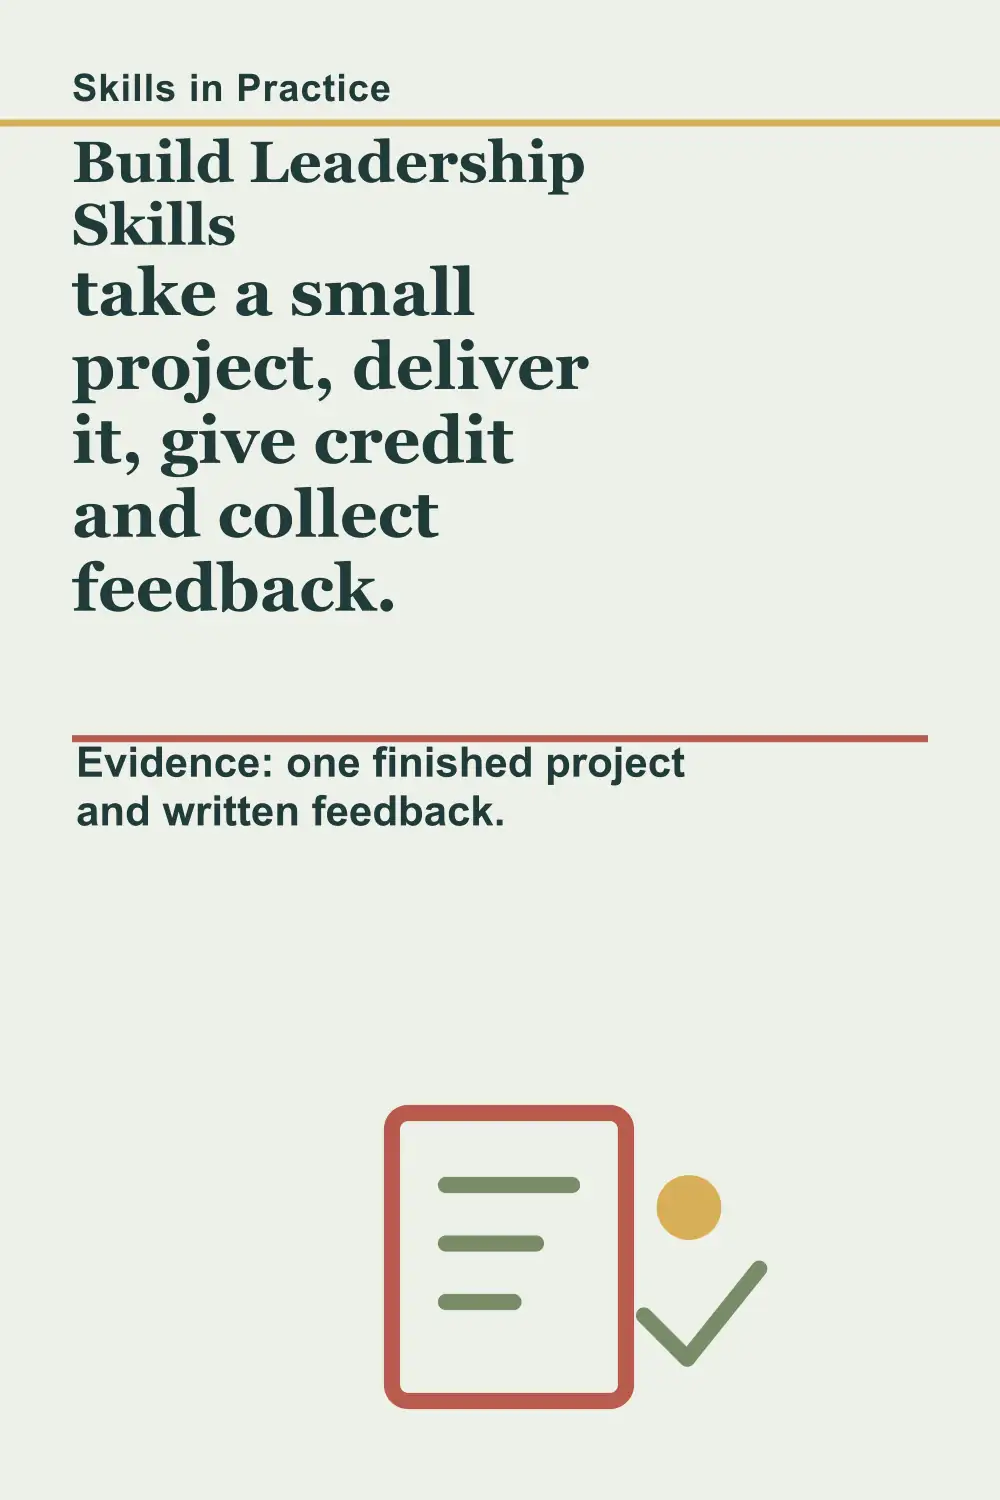 Skills in Practice
Build Leadership
Skills
take a small
project, deliver
it, give credit
and collect
feedback.
Evidence: one finished project
and written feedback.